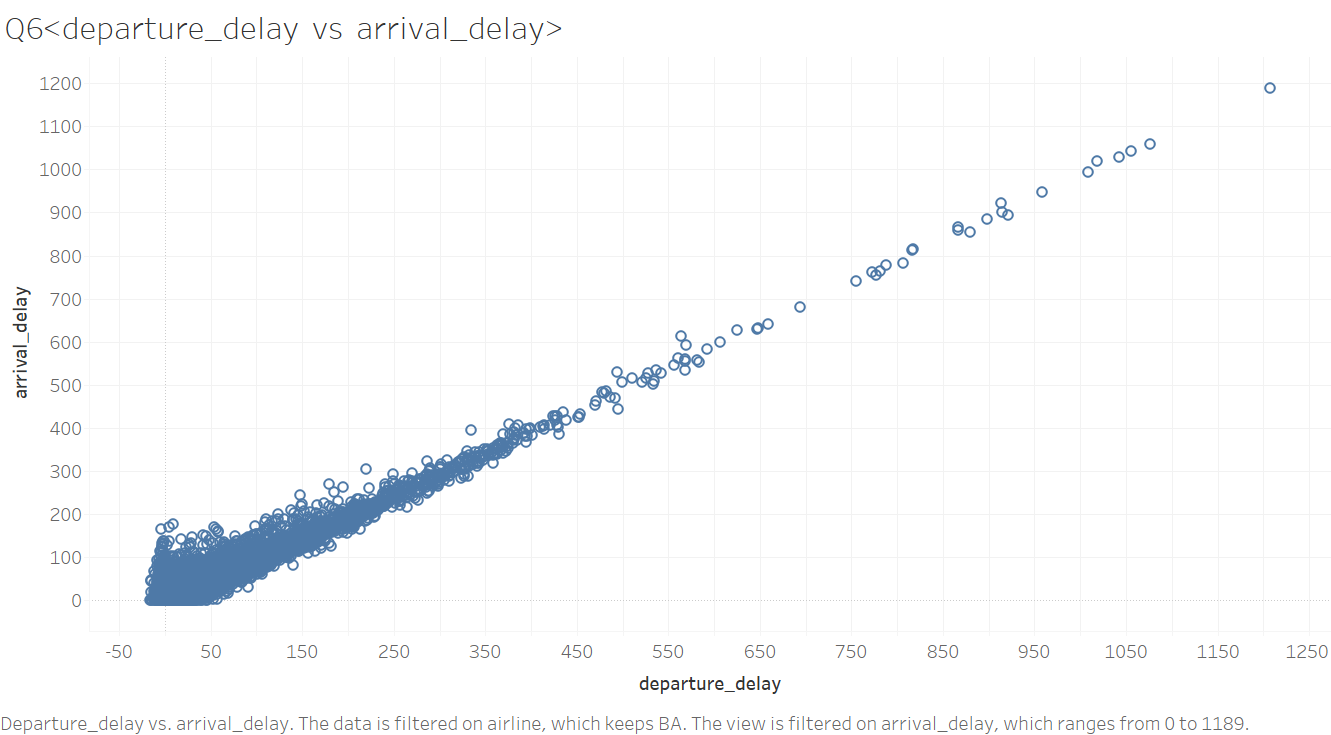 Q6<departure_delay vs arrival_delay>
1200
1100
1000
900
800
700
600
500
400
300
200
100
0
arrival_delay
-50 50 150 250 350 450 550 650 750 850 950 1050 1150 1250
departure_delay
Departure_delay vs. arrival_delay. The data is filtered on airline, which keeps BA. The view is filtered on arrival_delay, which ranges from 0 to 1189.